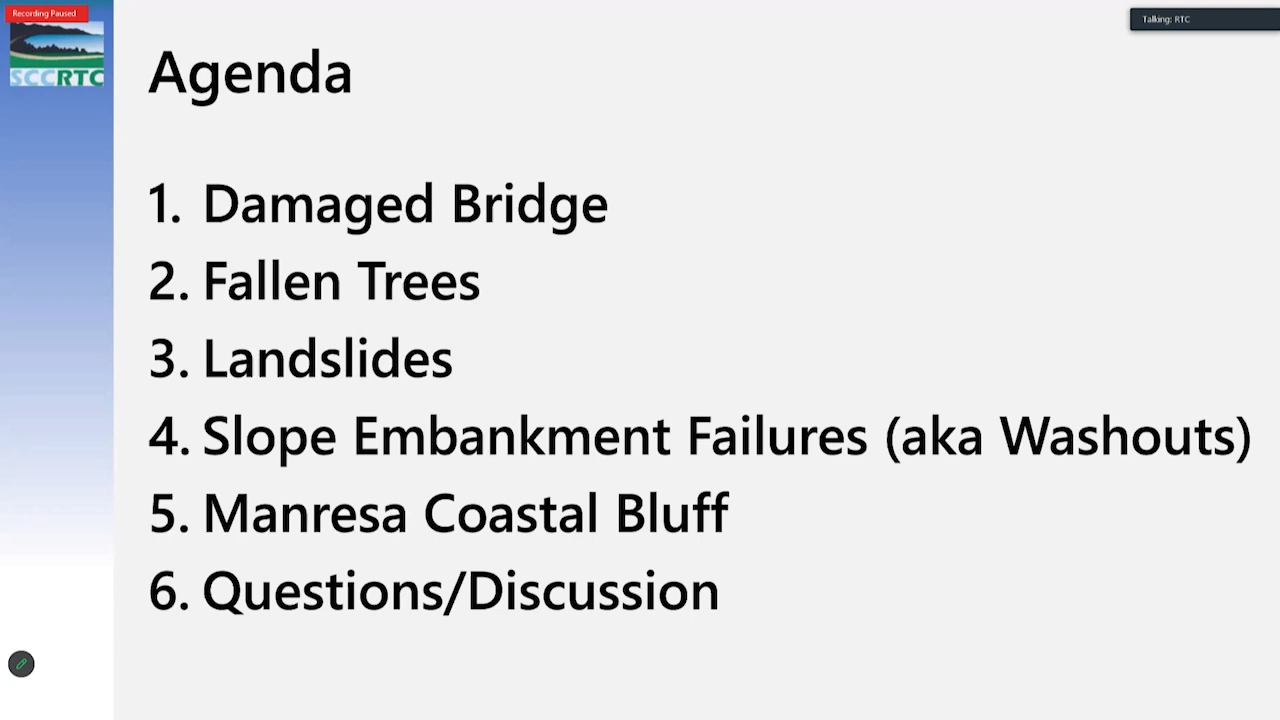 Recording Paused
Talking: RTC
SCCRTC
Agenda
1. Damaged Bridge
2. Fallen Trees
3. Landslides
4. Slope Embankment Failures (aka Washouts)
5. Manresa Coastal Bluff
6. Questions/Discussion